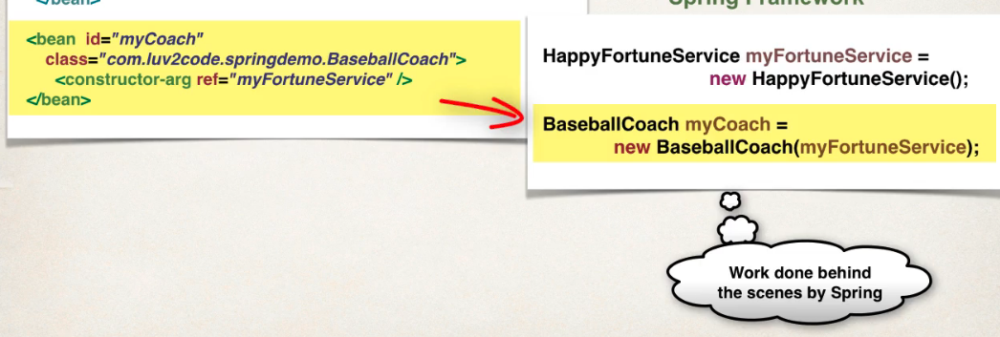 </bean>
Spring Framework
<bean id="myCoach"
class="com.luv2code.springdemo.BaseballCoach">
<constructor-arg ref="myFortuneService" />
</bean>
HappyFortuneService myFortuneService =
new HappyFortuneService();
BaseballCoach myCoach =
new BaseballCoach(myFortuneService);
Work done behind
the scenes by Spring